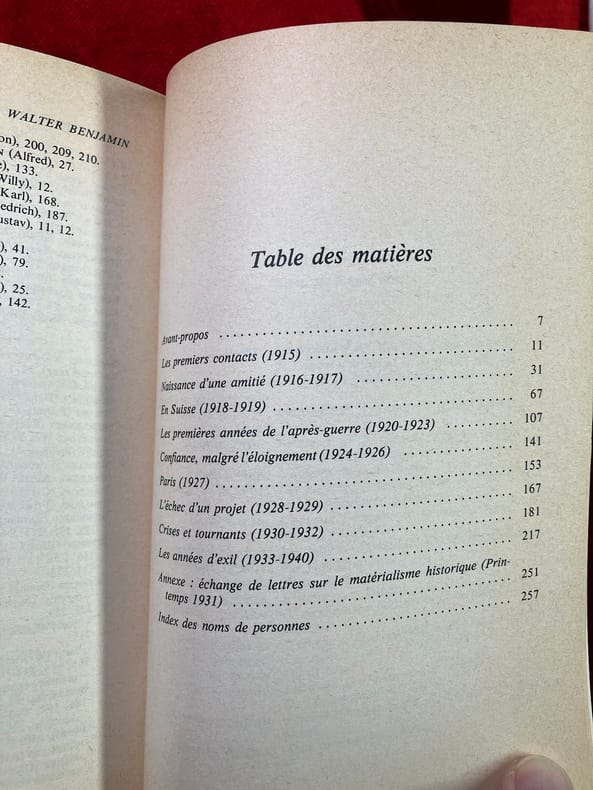 WALTER BENJAMIN
on), 200, 209, 210.
(Alfred), 27.
), 133.
Willy), 12.
Karl), 168.
edrich), 187.
ustav), 11, 12.
), 41.
), 79.
.
), 25.
, 142.
Table des matières
Avant-propos .......... 7
Les premiers contacts (1915) .......... 11
Naissance d'une amitié (1916-1917) .......... 31
En Suisse (1918-1919) .......... 67
Les premières années de l'après-guerre (1920-1923) .......... 107
Confiance, malgré l'éloignement (1924-1926) .......... 141
Paris (1927) .......... 153
L'échec d'un projet (1928-1929) .......... 167
Crises et tournants (1930-1932) .......... 181
Les années d'exil (1933-1940) .......... 217
Annexe : échange de lettres sur le matérialisme historique (Prin-
temps 1931) .......... 251
Index des noms de personnes .......... 257